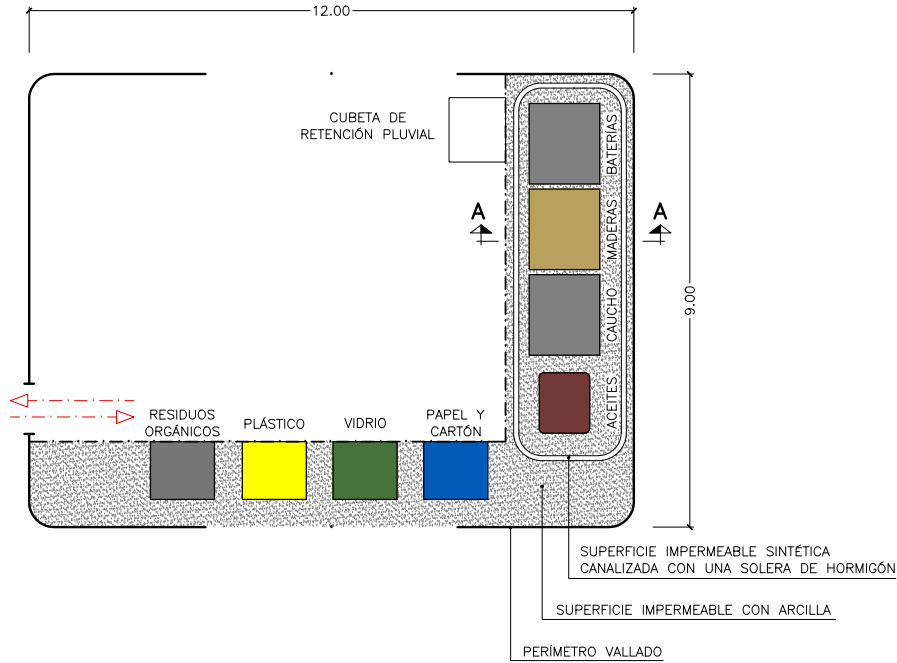 12.00
CUBETA DE
RETENCIÓN PLUVIAL
BATERÍAS
A
A
MADERAS
CAUCHO
9.00
ACEITES
RESIDUOS
ORGÁNICOS
PLÁSTICO
VIDRIO
PAPEL Y
CARTÓN
SUPERFICIE IMPERMEABLE SINTÉTICA
CANALIZADA CON UNA SOLERA DE HORMIGÓN
SUPERFICIE IMPERMEABLE CON ARCILLA
PERÍMETRO VALLADO